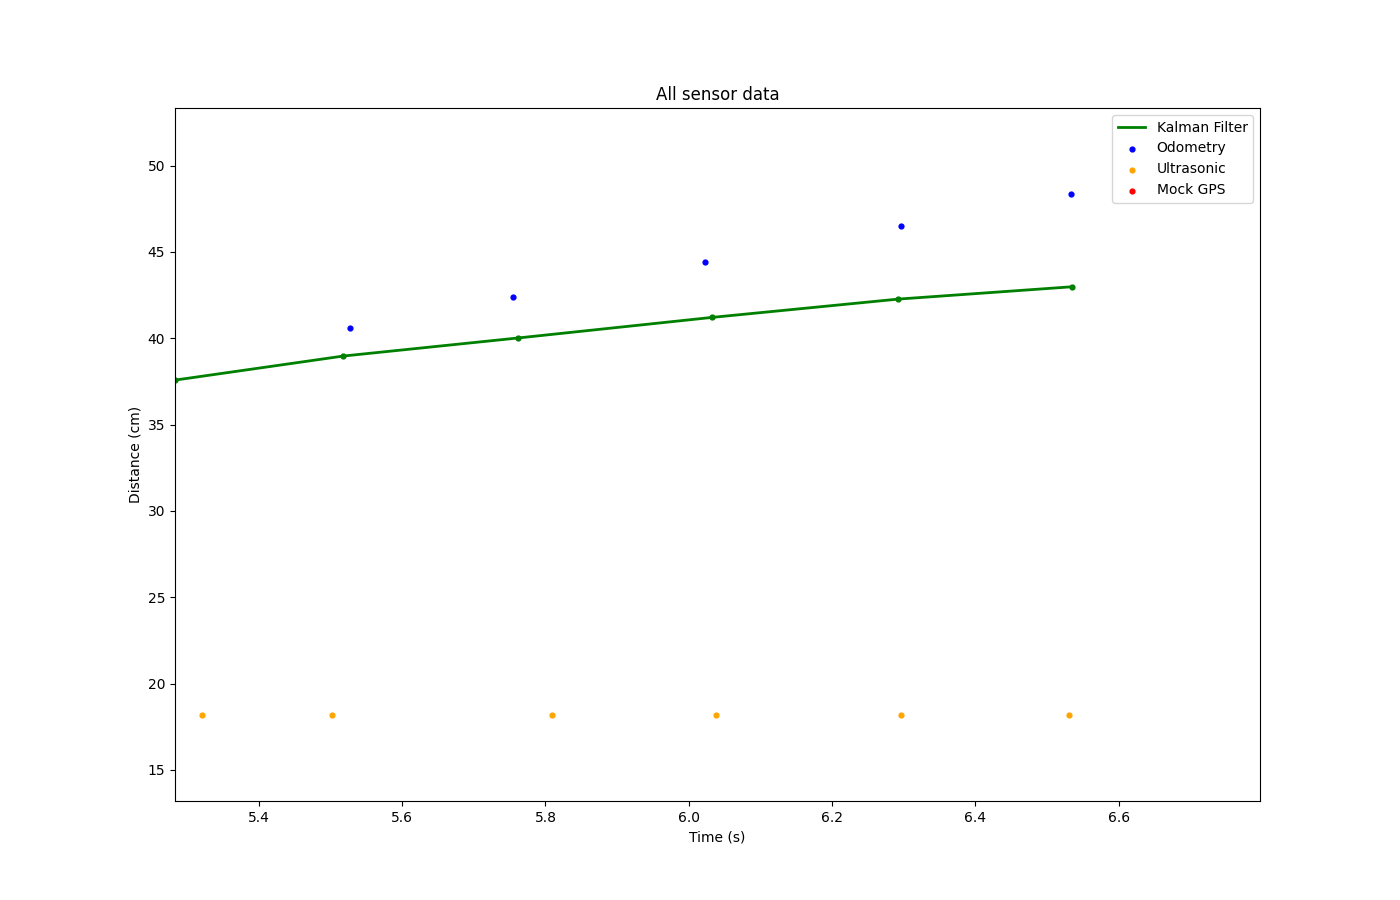 All sensor data
Kalman Filter
Odometry
Ultrasonic
Mock GPS
Distance (cm)
50
45
40
35
30
25
20
15
5.4 5.6 5.8 6.0 6.2 6.4 6.6
Time (s)